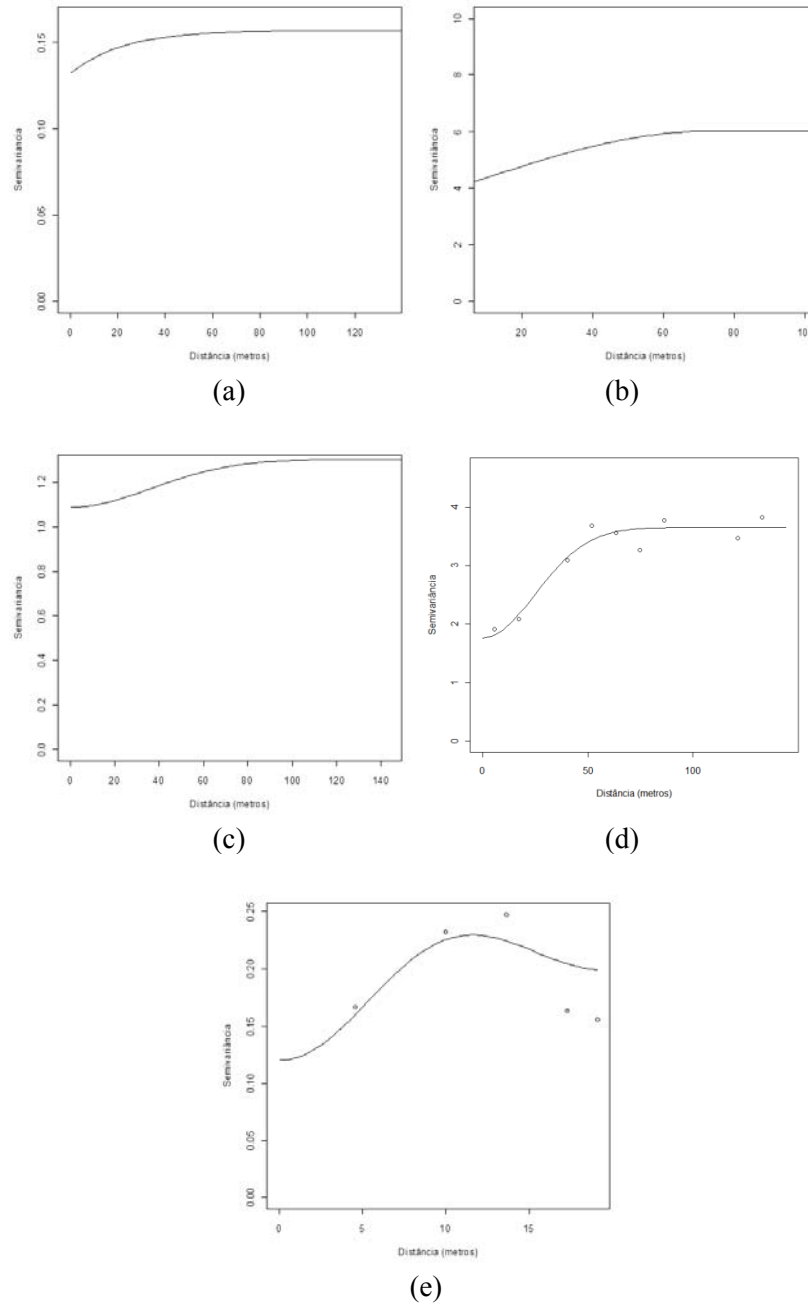 Semivariância
0.00 0.05 0.10 0.15
0 20 40 60 80 100 120
Distância (metros)
(a)
Semivariância
0 2 4 6 8 10
20 40 60 80 100
Distância (metros)
(b)
Semivariância
0.0 0.2 0.4 0.6 0.8 1.0 1.2
0 20 40 60 80 100 120 140
Distância (metros)
(c)
Semivariância
0 1 2 3 4
0 50 100
Distância (metros)
(d)
Semivariância
0.00 0.05 0.10 0.15 0.20 0.25
0 5 10 15
Distância (metros)
(e)